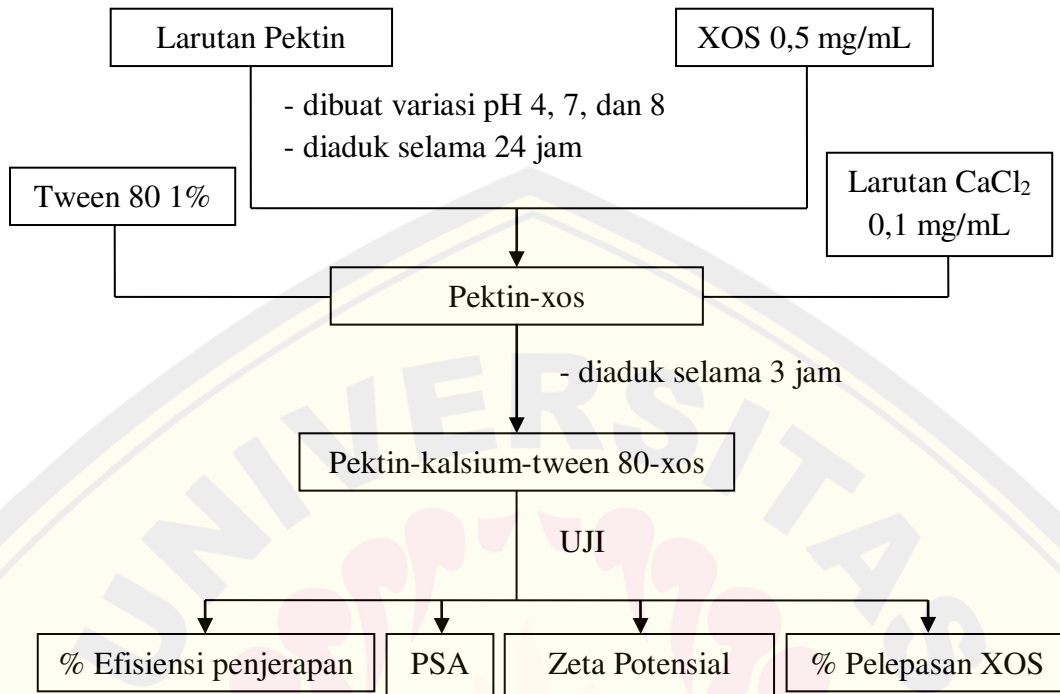 Larutan Pektin
XOS 0,5 mg/mL
- dibuat variasi pH 4, 7, dan 8
- diaduk selama 24 jam
Tween 80 1%
Larutan CaCl₂
0,1 mg/mL
Pektin-xos
- diaduk selama 3 jam
Pektin-kalsium-tween 80-xos
UJI
% Efisiensi penjerapan
PSA
Zeta Potensial
% Pelepasan XOS
UNIVERSITAS